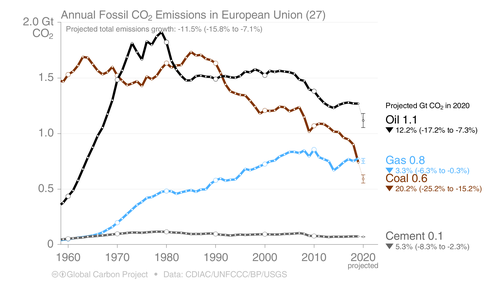 Annual Fossil CO₂ Emissions in European Union (27)
2.0 Gt
CO₂
Projected total emissions growth: -11.5% (-15.8% to -7.1%)
1.5
1.0
0.5
0
1960 1970 1980 1990 2000 2010 2020
projected
Projected Gt CO₂ in 2020
Oil 1.1
▼ 12.2% (-17.2% to -7.3%)
Gas 0.8
▼ 3.3% (-6.3% to -0.3%)
Coal 0.6
▼ 20.2% (-25.2% to -15.2%)
Cement 0.1
▼ 5.3% (-8.3% to -2.3%)
Global Carbon Project • Data: CDIAC/UNFCCC/BP/USGS